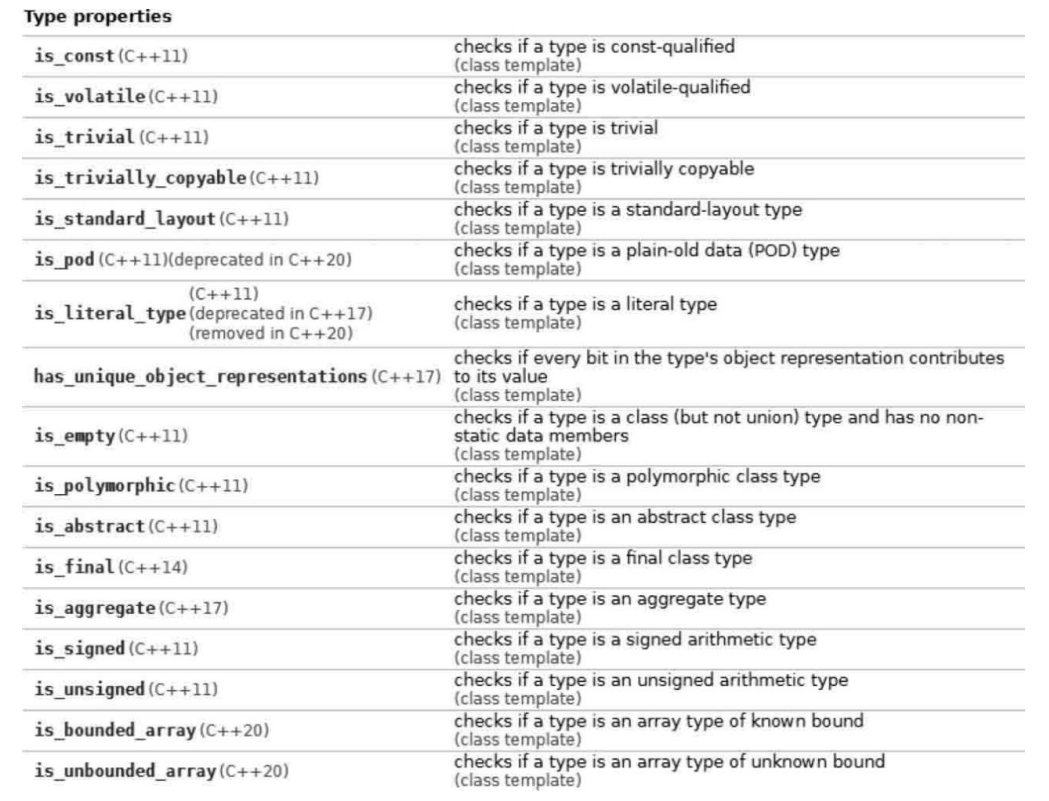 Type properties
is_const (C++11)
checks if a type is const-qualified
(class template)
is_volatile (C++11)
checks if a type is volatile-qualified
(class template)
is_trivial (C++11)
checks if a type is trivial
(class template)
is_trivially_copyable (C++11)
checks if a type is trivially copyable
(class template)
is_standard_layout (C++11)
checks if a type is a standard-layout type
(class template)
is_pod (C++11)(deprecated in C++20)
checks if a type is a plain-old data (POD) type
(class template)
(C++11)
is_literal_type (deprecated in C++17)
(removed in C++20)
checks if a type is a literal type
(class template)
has_unique_object_representations (C++17)
checks if every bit in the type's object representation contributes
to its value
(class template)
is_empty (C++11)
checks if a type is a class (but not union) type and has no non-
static data members
(class template)
is_polymorphic (C++11)
checks if a type is a polymorphic class type
(class template)
is_abstract (C++11)
checks if a type is an abstract class type
(class template)
is_final (C++14)
checks if a type is a final class type
(class template)
is_aggregate (C++17)
checks if a type is an aggregate type
(class template)
is_signed (C++11)
checks if a type is a signed arithmetic type
(class template)
is_unsigned (C++11)
checks if a type is an unsigned arithmetic type
(class template)
is_bounded_array (C++20)
checks if a type is an array type of known bound
(class template)
is_unbounded_array (C++20)
checks if a type is an array type of unknown bound
(class template)